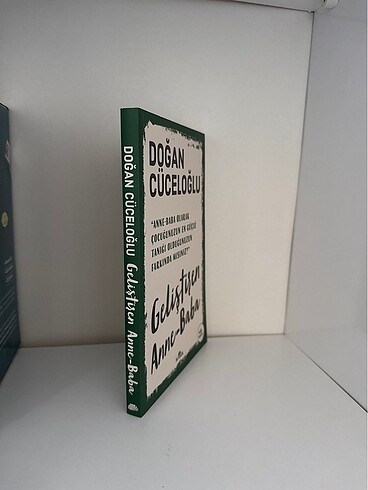 DOĞAN CÜCELOĞLU Geliştiren Anne-Baba
DOĞAN
CÜCELOĞLU
"ANNE-BABA OLARAK
ÇOCUĞUNUZUN EN GÜÇLÜ
TANIĞI OLDUĞUNUZUN
FARKINDA MISINIZ?"
Geliştiren
Anne-Baba